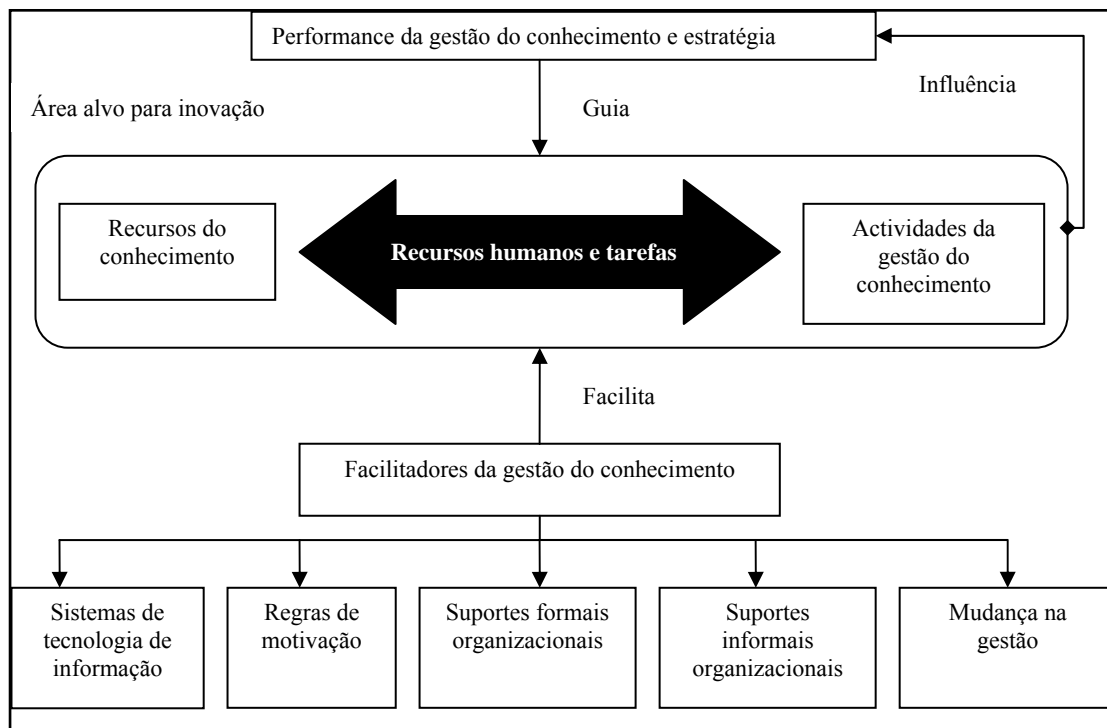 Performance da gestão do conhecimento e estratégia
Influência
Área alvo para inovação
Guia
Recursos do
conhecimento
Recursos humanos e tarefas
Actividades da
gestão do
conhecimento
Facilita
Facilitadores da gestão do conhecimento
Sistemas de
tecnologia de
informação
Regras de
motivação
Suportes formais
organizacionais
Suportes
informais
organizacionais
Mudança na
gestão